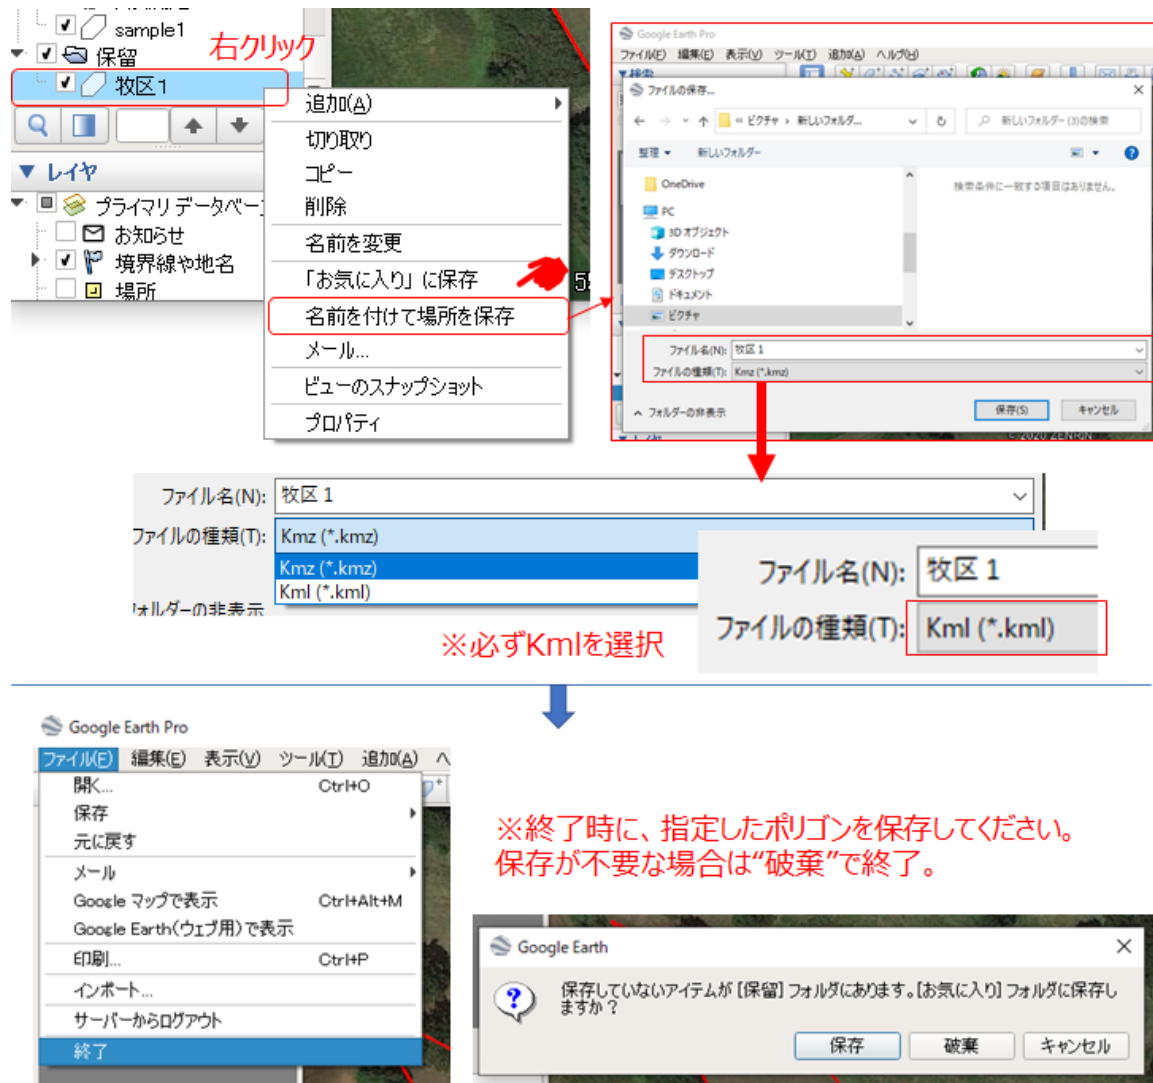 sample1
保留
右クリック
牧区1
追加(A)
切り取り
コピー
削除
名前を変更
「お気に入り」に保存
名前を付けて場所を保存
メール...
ビューのスナップショット
プロパティ
レイヤ
プライマリ データベー
お知らせ
境界線や地名
場所
Google Earth Pro
ファイル(F) 編集(E) 表示(V) ツール(T) 追加(A) ヘルプ(H)
ファイルの保存...
« ピクチャ › 新しいフォルダ...
新しいフォルダー (3)の検索
整理 新しいフォルダー
OneDrive
検索条件に一致する項目はありません。
PC
3D オブジェクト
ダウンロード
デスクトップ
ドキュメント
ピクチャ
ファイル名(N): 牧区 1
ファイルの種類(T): Kmz (*.kmz)
フォルダーの非表示
保存(S) キャンセル
© 2020 ZENRIN
ファイル名(N): 牧区 1
ファイルの種類(T): Kmz (*.kmz)
Kmz (*.kmz)
Kml (*.kml)
フォルダーの非表示
ファイル名(N): 牧区 1
ファイルの種類(T): Kml (*.kml)
※必ずKmlを選択
Google Earth Pro
ファイル(F) 編集(E) 表示(V) ツール(T) 追加(A) ヘ
開く... Ctrl+O
保存
元に戻す
メール
Google マップで表示 Ctrl+Alt+M
Google Earth(ウェブ用)で表示
印刷... Ctrl+P
インポート...
サーバーからログアウト
終了
※終了時に、指定したポリゴンを保存してください。
保存が不要な場合は“破棄”で終了。
Google Earth
保存していないアイテムが [保留] フォルダにあります。[お気に入り] フォルダに保存し
ますか?
保存 破棄 キャンセル